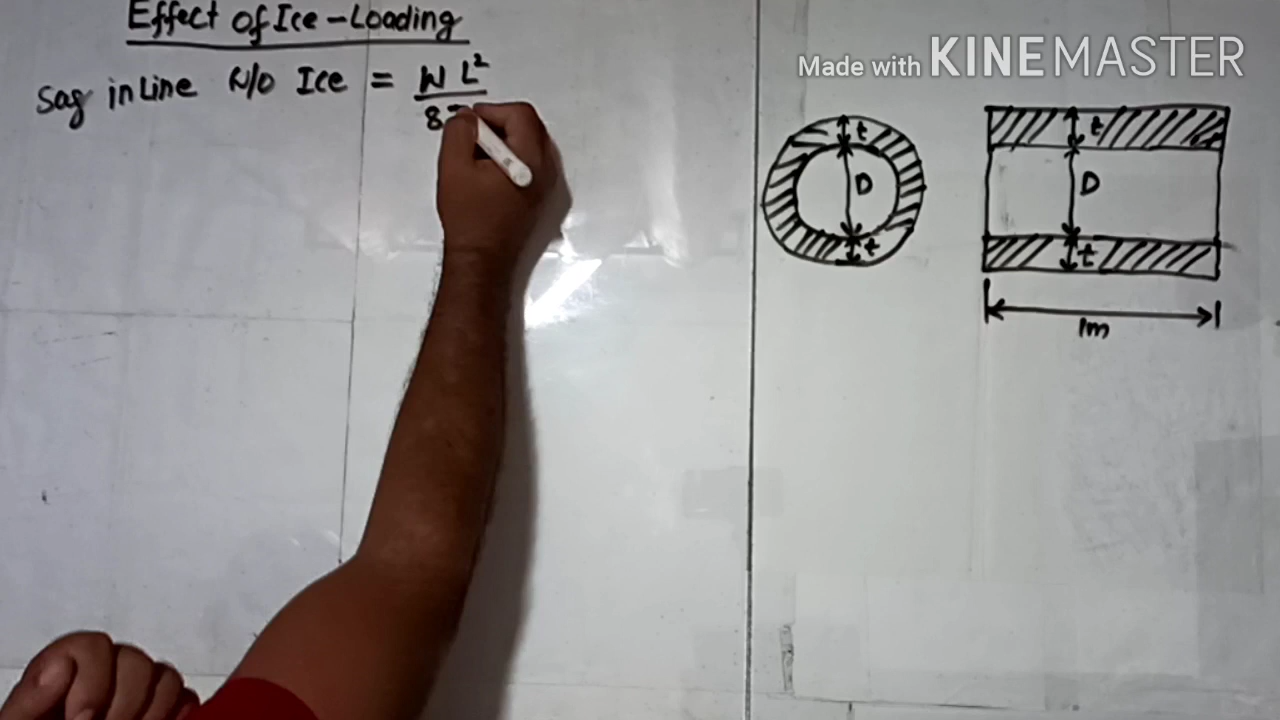 Effect of Ice-Loading
Sag in Line W/O Ice = W L² / 8
Made with KINEMASTER
t
D
t
t
D
t
1m